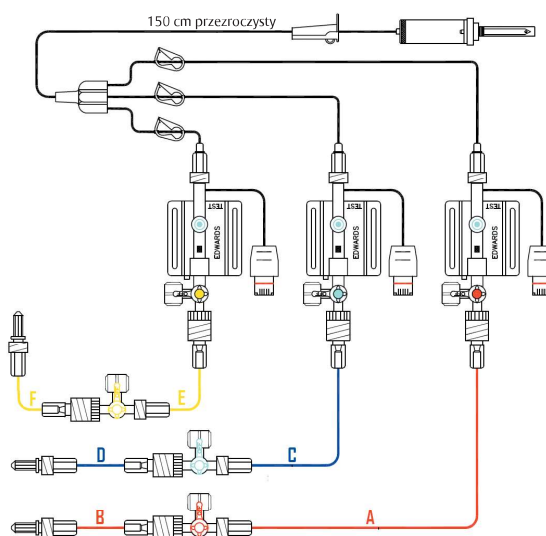 150 cm przezroczysty
TEST
EDWARDS
TEST
EDWARDS
TEST
EDWARDS
F
E
D
C
B
A